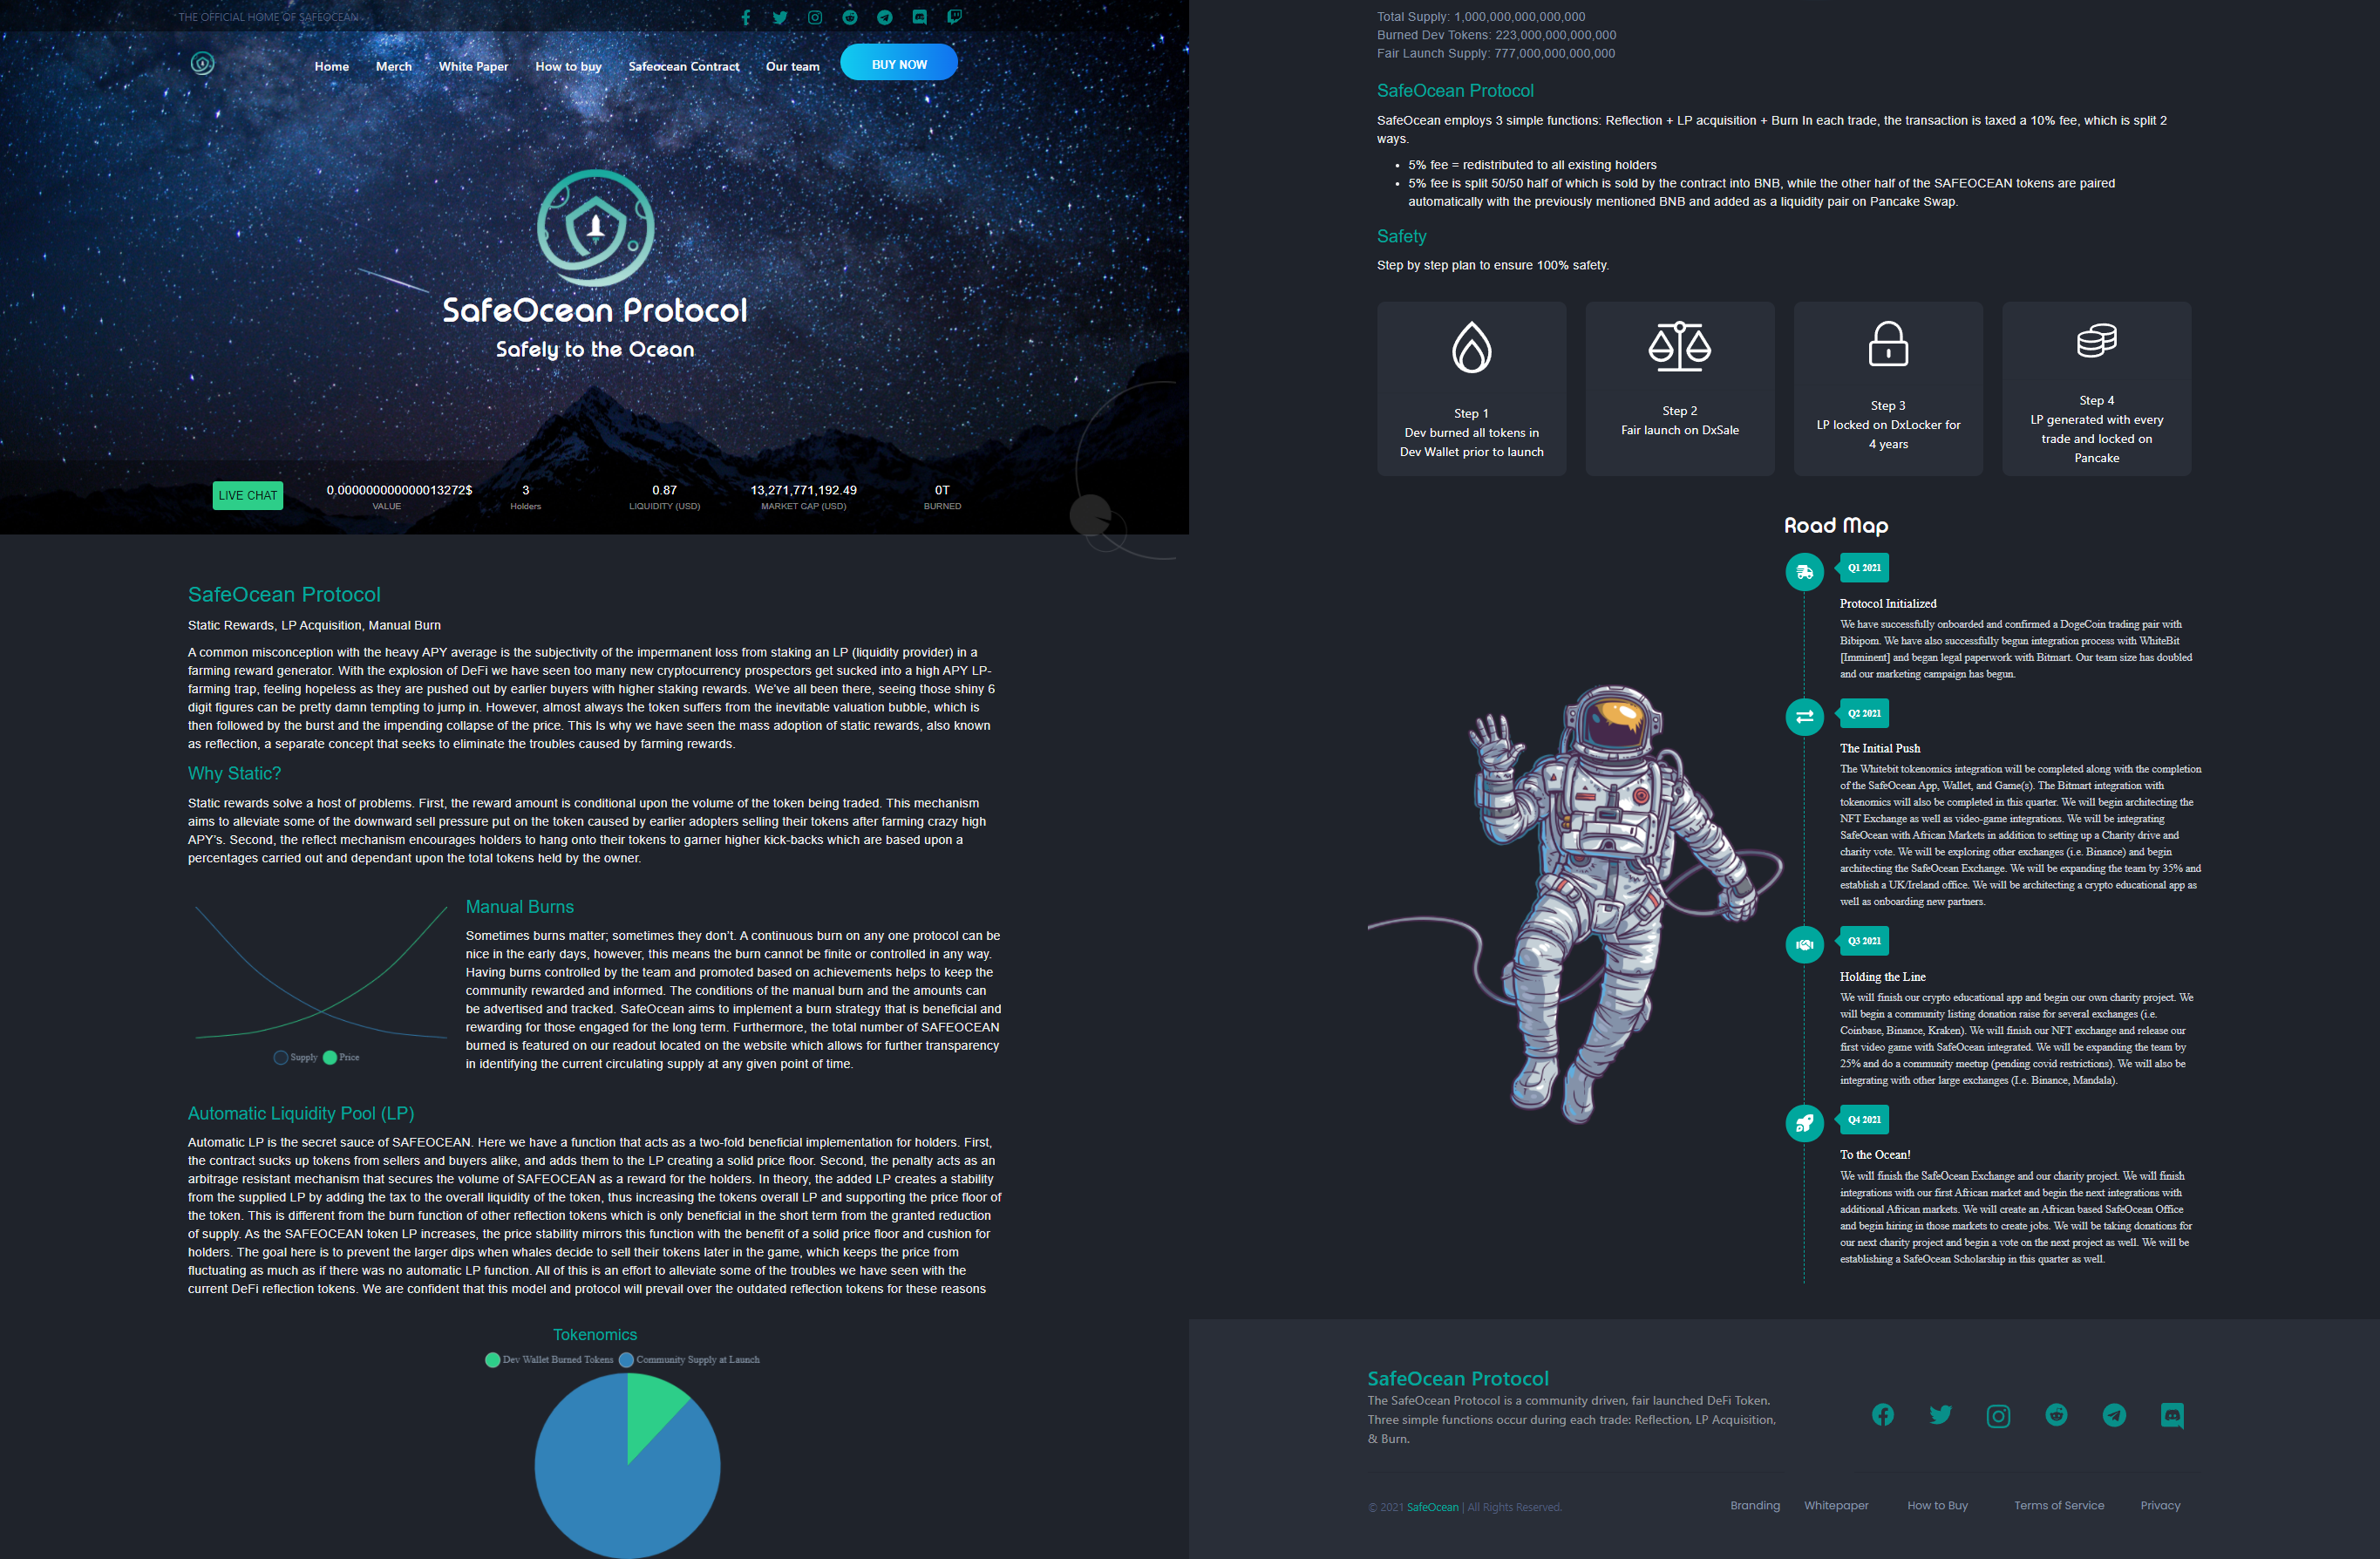 THE OFFICIAL HOME OF SAFEOCEAN
Home Merch White Paper How to buy Safeocean Contract Our team BUY NOW
SafeOcean Protocol
Safely to the Ocean
LIVE CHAT
0.000000000000013272$
VALUE
3
Holders
0.87
LIQUIDITY (USD)
13,271,771,192.49
MARKET CAP (USD)
0T
BURNED
SafeOcean Protocol
Static Rewards, LP Acquisition, Manual Burn
A common misconception with the heavy APY average is the subjectivity of the impermanent loss from staking an LP (liquidity provider) in a
farming reward generator. With the explosion of DeFi we have seen too many new cryptocurrency prospectors get sucked into a high APY LP-
farming trap, feeling hopeless as they are pushed out by earlier buyers with higher staking rewards. We've all been there, seeing those shiny 6
digit figures can be pretty damn tempting to jump in. However, almost always the token suffers from the inevitable valuation bubble, which is
then followed by the burst and the impending collapse of the price. This Is why we have seen the mass adoption of static rewards, also known
as reflection, a separate concept that seeks to eliminate the troubles caused by farming rewards.
Why Static?
Static rewards solve a host of problems. First, the reward amount is conditional upon the volume of the token being traded. This mechanism
aims to alleviate some of the downward sell pressure put on the token caused by earlier adopters selling their tokens after farming crazy high
APY's. Second, the reflect mechanism encourages holders to hang onto their tokens to garner higher kick-backs which are based upon a
percentages carried out and dependant upon the total tokens held by the owner.
Supply Price
Manual Burns
Sometimes burns matter; sometimes they don't. A continuous burn on any one protocol can be
nice in the early days, however, this means the burn cannot be finite or controlled in any way.
Having burns controlled by the team and promoted based on achievements helps to keep the
community rewarded and informed. The conditions of the manual burn and the amounts can
be advertised and tracked. SafeOcean aims to implement a burn strategy that is beneficial and
rewarding for those engaged for the long term. Furthermore, the total number of SAFEOCEAN
burned is featured on our readout located on the website which allows for further transparency
in identifying the current circulating supply at any given point of time.
Automatic Liquidity Pool (LP)
Automatic LP is the secret sauce of SAFEOCEAN. Here we have a function that acts as a two-fold beneficial implementation for holders. First,
the contract sucks up tokens from sellers and buyers alike, and adds them to the LP creating a solid price floor. Second, the penalty acts as an
arbitrage resistant mechanism that secures the volume of SAFEOCEAN as a reward for the holders. In theory, the added LP creates a stability
from the supplied LP by adding the tax to the overall liquidity of the token, thus increasing the tokens overall LP and supporting the price floor of
the token. This is different from the burn function of other reflection tokens which is only beneficial in the short term from the granted reduction
of supply. As the SAFEOCEAN token LP increases, the price stability mirrors this function with the benefit of a solid price floor and cushion for
holders. The goal here is to prevent the larger dips when whales decide to sell their tokens later in the game, which keeps the price from
fluctuating as much as if there was no automatic LP function. All of this is an effort to alleviate some of the troubles we have seen with the
current DeFi reflection tokens. We are confident that this model and protocol will prevail over the outdated reflection tokens for these reasons
Tokenomics
Dev Wallet Burned Tokens Community Supply at Launch
Total Supply: 1,000,000,000,000,000
Burned Dev Tokens: 223,000,000,000,000
Fair Launch Supply: 777,000,000,000,000
SafeOcean Protocol
SafeOcean employs 3 simple functions: Reflection + LP acquisition + Burn In each trade, the transaction is taxed a 10% fee, which is split 2
ways.
• 5% fee = redistributed to all existing holders
• 5% fee is split 50/50 half of which is sold by the contract into BNB, while the other half of the SAFEOCEAN tokens are paired
automatically with the previously mentioned BNB and added as a liquidity pair on Pancake Swap.
Safety
Step by step plan to ensure 100% safety.
Step 1
Dev burned all tokens in
Dev Wallet prior to launch
Step 2
Fair launch on DxSale
Step 3
LP locked on DxLocker for
4 years
Step 4
LP generated with every
trade and locked on
Pancake
Road Map
Q1 2021
Protocol Initialized
We have successfully onboarded and confirmed a DogeCoin trading pair with
Bibipom. We have also successfully begun integration process with WhiteBit
[Imminent] and began legal paperwork with Bitmart. Our team size has doubled
and our marketing campaign has begun.
Q2 2021
The Initial Push
The Whitebit tokenomics integration will be completed along with the completion
of the SafeOcean App, Wallet, and Game(s). The Bitmart integration with
tokenomics will also be completed in this quarter. We will begin architecting the
NFT Exchange as well as video-game integrations. We will be integrating
SafeOcean with African Markets in addition to setting up a Charity drive and
charity vote. We will be exploring other exchanges (i.e. Binance) and begin
architecting the SafeOcean Exchange. We will be expanding the team by 35% and
establish a UK/Ireland office. We will be architecting a crypto educational app as
well as onboarding new partners.
Q3 2021
Holding the Line
We will finish our crypto educational app and begin our own charity project. We
will begin a community listing donation raise for several exchanges (i.e.
Coinbase, Binance, Kraken). We will finish our NFT exchange and release our
first video game with SafeOcean integrated. We will be expanding the team by
25% and do a community meetup (pending covid restrictions). We will also be
integrating with other large exchanges (I.e. Binance, Mandala).
Q4 2021
To the Ocean!
We will finish the SafeOcean Exchange and our charity project. We will finish
integrations with our first African market and begin the next integrations with
additional African markets. We will create an African based SafeOcean Office
and begin hiring in those markets to create jobs. We will be taking donations for
our next charity project and begin a vote on the next project as well. We will be
establishing a SafeOcean Scholarship in this quarter as well.
SafeOcean Protocol
The SafeOcean Protocol is a community driven, fair launched DeFi Token.
Three simple functions occur during each trade: Reflection, LP Acquisition,
& Burn.
© 2021 SafeOcean | All Rights Reserved.
Branding Whitepaper How to Buy Terms of Service Privacy